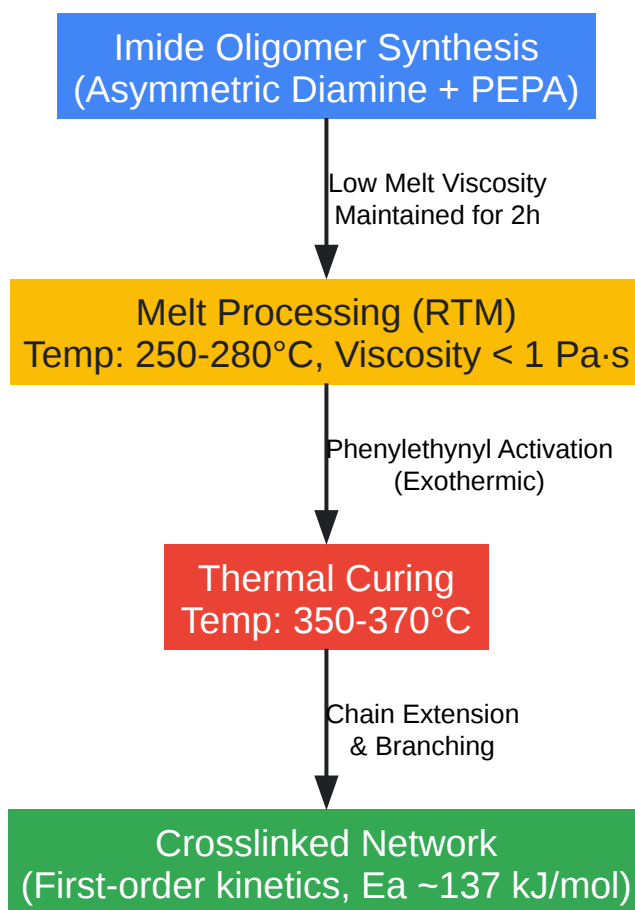 Imide Oligomer Synthesis
(Asymmetric Diamine + PEPA)
Low Melt Viscosity
Maintained for 2h
Melt Processing (RTM)
Temp: 250-280°C, Viscosity < 1 Pa·s
Phenylethynyl Activation
(Exothermic)
Thermal Curing
Temp: 350-370°C
Chain Extension
& Branching
Crosslinked Network
(First-order kinetics, Ea ~137 kJ/mol)